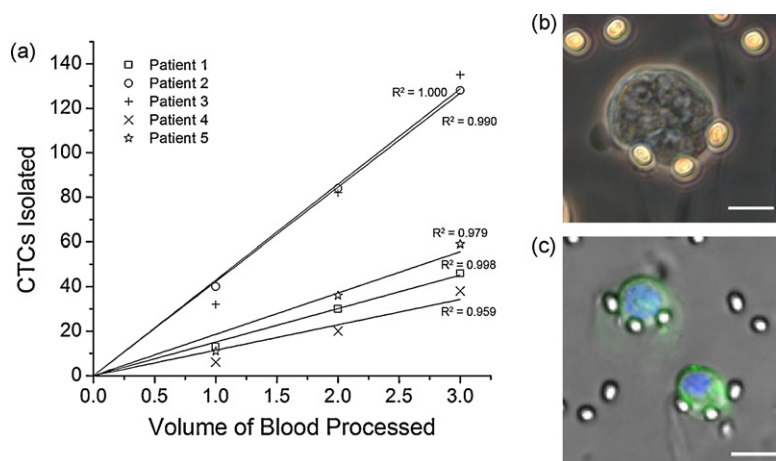 (a)
CTCs Isolated
140
120
100
80
60
40
20
0
Patient 1
Patient 2
Patient 3
Patient 4
Patient 5
R² = 1.000
R² = 0.990
R² = 0.979
R² = 0.998
R² = 0.959
0.0 0.5 1.0 1.5 2.0 2.5 3.0
Volume of Blood Processed
(b)
(c)